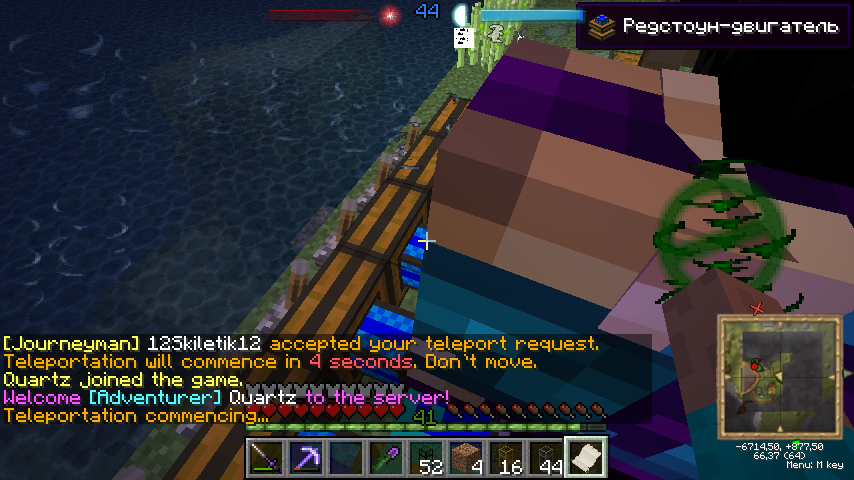 44
Редстоун-двигатель
[Journeyman] 125kiletik12 accepted your teleport request.
Teleportation will commence in 4 seconds. Don't move.
Quartz joined the game.
Welcome [Adventurer] Quartz to the server!
Teleportation commencing...
41
52 4 16 44
-6714,50, +877,50
66,37 (64)
Menu: M key